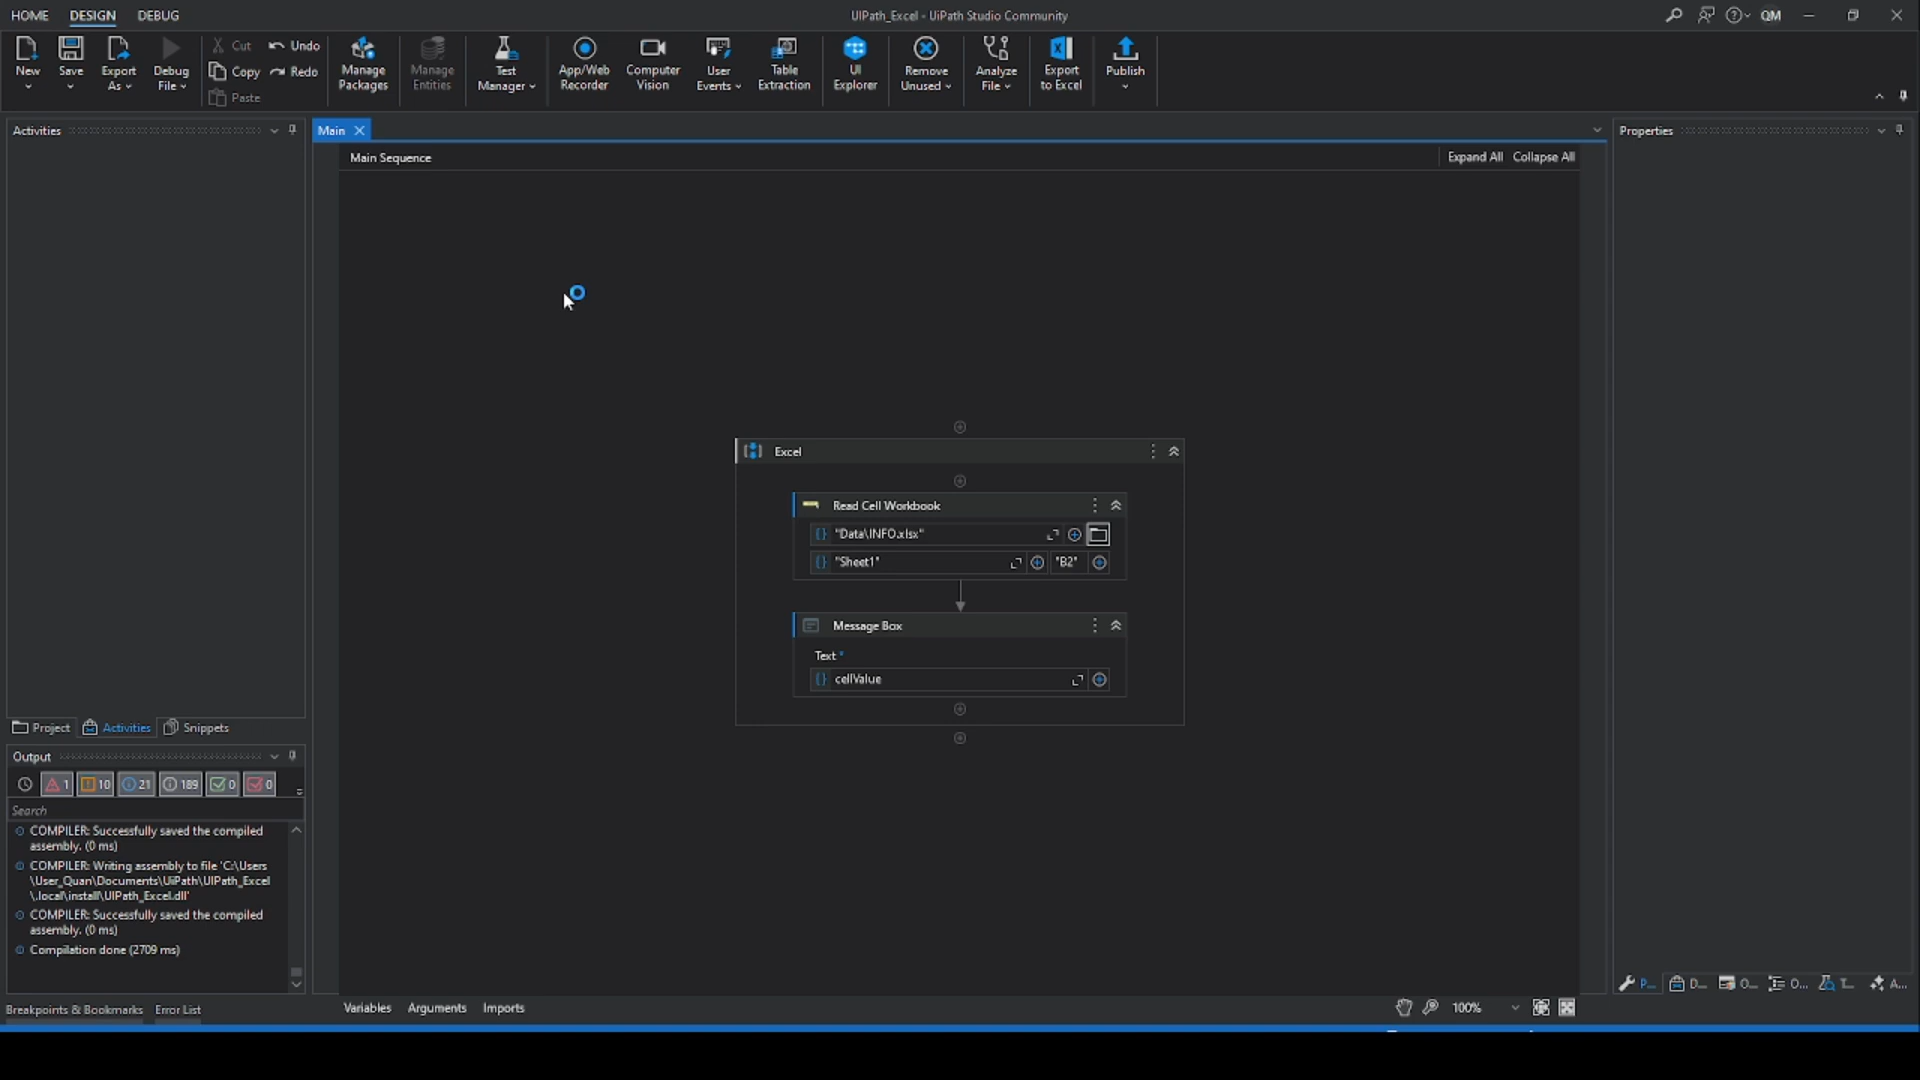 HOME DESIGN DEBUG
UIPath_Excel - UiPath Studio Community
QM
New
Save
Export As
Debug File
Cut
Copy
Paste
Undo
Redo
Manage Packages
Manage Entities
Test Manager
App/Web Recorder
Computer Vision
User Events
Table Extraction
UI Explorer
Remove Unused
Analyze File
Export to Excel
Publish
Activities
Main
Properties
Main Sequence
Expand All Collapse All
Excel
Read Cell Workbook
"Data\INFO.xlsx"
"Sheet1" "B2"
Message Box
Text *
cellValue
Project Activities Snippets
Output
1 10 21 189 0 0
Search
COMPILER: Successfully saved the compiled
assembly. (0 ms)
COMPILER: Writing assembly to file 'C:\Users
\User_Quan\Documents\UiPath\UIPath_Excel
\.local\install\UIPath_Excel.dll'
COMPILER: Successfully saved the compiled
assembly. (0 ms)
Compilation done (2709 ms)
P... D... O... O... T... A...
Breakpoints & Bookmarks Error List
Variables Arguments Imports
100%